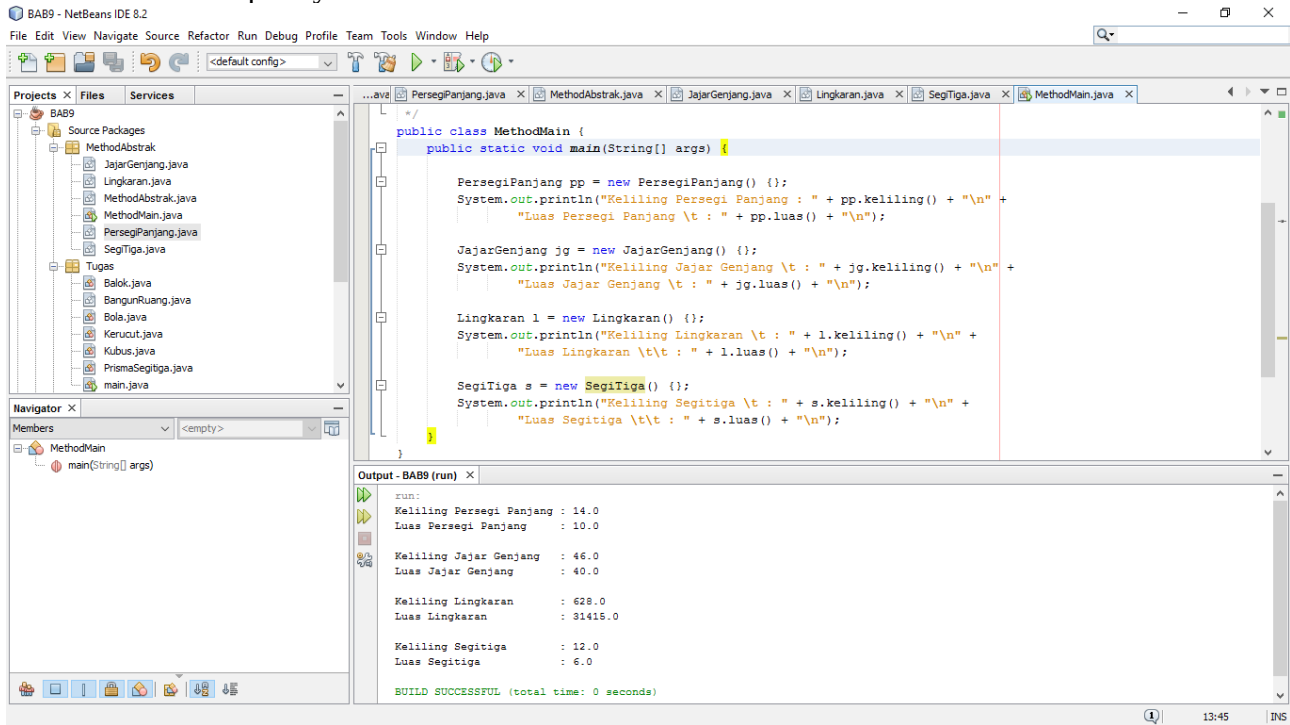 BAB9 - NetBeans IDE 8.2
File Edit View Navigate Source Refactor Run Debug Profile Team Tools Window Help
<default config>
Projects Files Services
BAB9
Source Packages
MethodAbstrak
JajarGenjang.java
Lingkaran.java
MethodAbstrak.java
MethodMain.java
PersegiPanjang.java
SegiTiga.java
Tugas
Balok.java
BangunRuang.java
Bola.java
Kerucut.java
Kubus.java
PrismaSegitiga.java
main.java
Navigator
Members <empty>
MethodMain
main(String[] args)
...ava PersegiPanjang.java MethodAbstrak.java JajarGenjang.java Lingkaran.java SegiTiga.java MethodMain.java
*/
public class MethodMain {
public static void main(String[] args) {
PersegiPanjang pp = new PersegiPanjang() {};
System.out.println("Keliling Persegi Panjang : " + pp.keliling() + "\n" +
"Luas Persegi Panjang \t : " + pp.luas() + "\n");
JajarGenjang jg = new JajarGenjang() {};
System.out.println("Keliling Jajar Genjang \t : " + jg.keliling() + "\n" +
"Luas Jajar Genjang \t : " + jg.luas() + "\n");
Lingkaran l = new Lingkaran() {};
System.out.println("Keliling Lingkaran \t : " + l.keliling() + "\n" +
"Luas Lingkaran \t\t : " + l.luas() + "\n");
SegiTiga s = new SegiTiga() {};
System.out.println("Keliling Segitiga \t : " + s.keliling() + "\n" +
"Luas Segitiga \t\t : " + s.luas() + "\n");
}
}
Output - BAB9 (run)
run:
Keliling Persegi Panjang : 14.0
Luas Persegi Panjang : 10.0
Keliling Jajar Genjang : 46.0
Luas Jajar Genjang : 40.0
Keliling Lingkaran : 628.0
Luas Lingkaran : 31415.0
Keliling Segitiga : 12.0
Luas Segitiga : 6.0
BUILD SUCCESSFUL (total time: 0 seconds)
1 13:45 INS